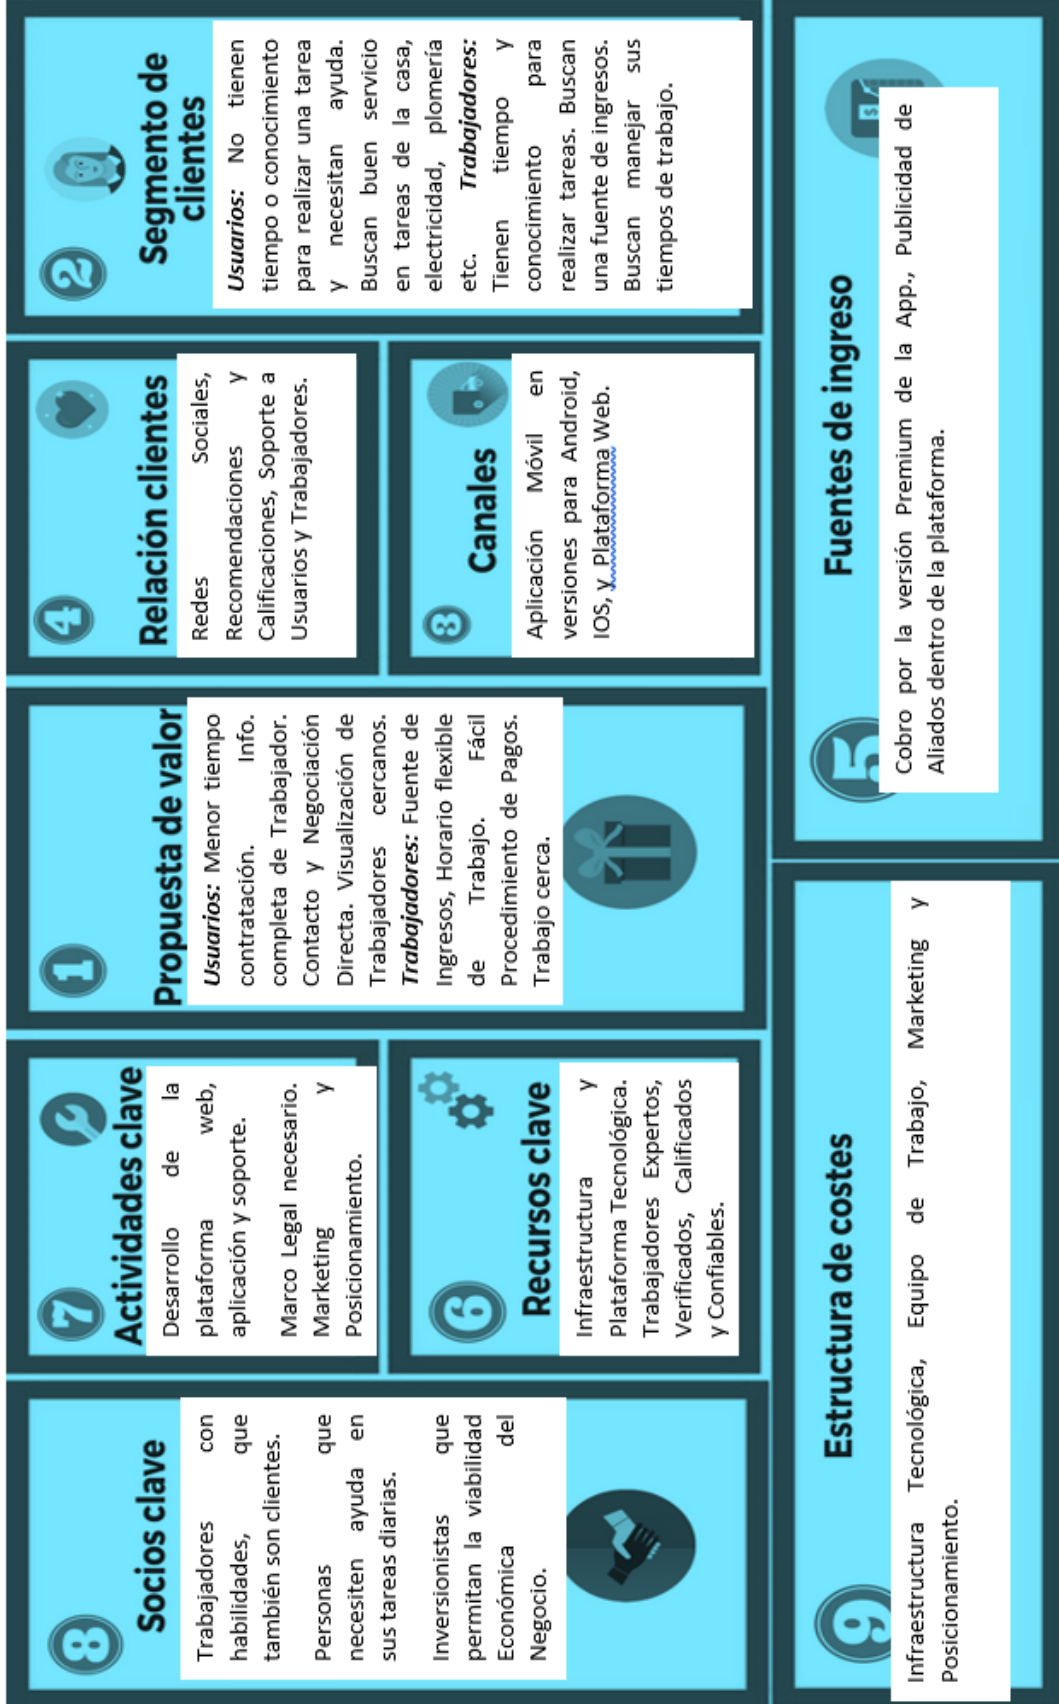 8
Socios clave
Trabajadores con
habilidades, que
también son clientes.
Personas que
necesiten ayuda en
sus tareas diarias.
Inversionistas que
permitan la viabilidad
Económica del
Negocio.
7
Actividades clave
Desarrollo de la
plataforma web,
aplicación y soporte.
Marco Legal necesario.
Marketing y
Posicionamiento.
6
Recursos clave
Infraestructura y
Plataforma Tecnológica.
Trabajadores Expertos,
Verificados, Calificados
y Confiables.
1
Propuesta de valor
Usuarios: Menor tiempo
contratación. Info.
completa de Trabajador.
Contacto y Negociación
Directa. Visualización de
Trabajadores cercanos.
Trabajadores: Fuente de
Ingresos, Horario flexible
de Trabajo. Fácil
Procedimiento de Pagos.
Trabajo cerca.
4
Relación clientes
Redes Sociales,
Recomendaciones y
Calificaciones, Soporte a
Usuarios y Trabajadores.
3
Canales
Aplicación Móvil en
versiones para Android,
IOS, y Plataforma Web.
2
Segmento de
clientes
Usuarios: No tienen
tiempo o conocimiento
para realizar una tarea
y necesitan ayuda.
Buscan buen servicio
en tareas de la casa,
electricidad, plomería
etc. Trabajadores:
Tienen tiempo y
conocimiento para
realizar tareas. Buscan
una fuente de ingresos.
Buscan manejar sus
tiempos de trabajo.
9
Estructura de costes
Infraestructura Tecnológica, Equipo de Trabajo, Marketing y
Posicionamiento.
5
Fuentes de ingreso
$
Cobro por la versión Premium de la App., Publicidad de
Aliados dentro de la plataforma.